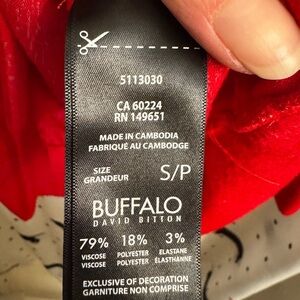 5113030
CA 60224
RN 149651
MADE IN CAMBODIA
FABRIQUÉ AU CAMBODGE
SIZE
GRANDEUR
S/P
BUFFALO
DAVID BITTON
79% 18% 3%
VISCOSE POLYESTER ELASTANE
VISCOSE POLYESTER ÉLASTHANNE
EXCLUSIVE OF DECORATION
GARNITURE NON COMPRISE